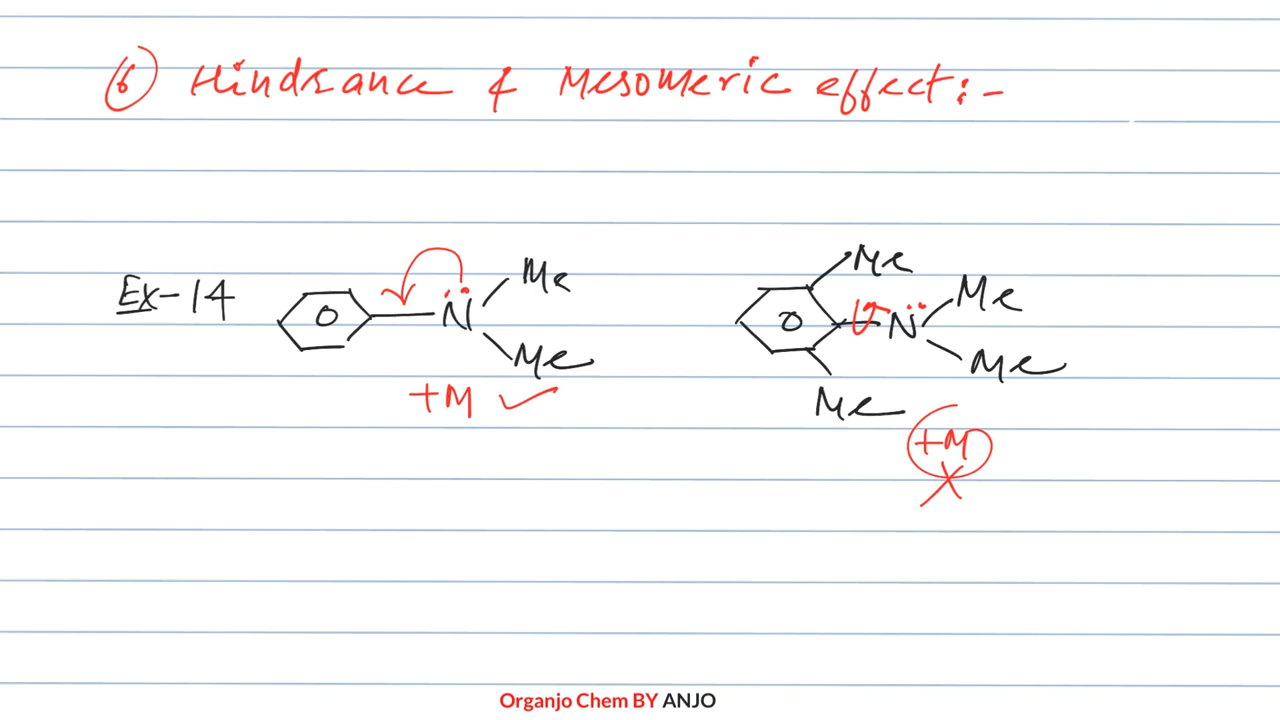 ⑥ Hindrance & Mesomeric effect:-
Ex-14
N Me Me
+M ✓
Me N Me Me Me
+M X
Organjo Chem BY ANJO